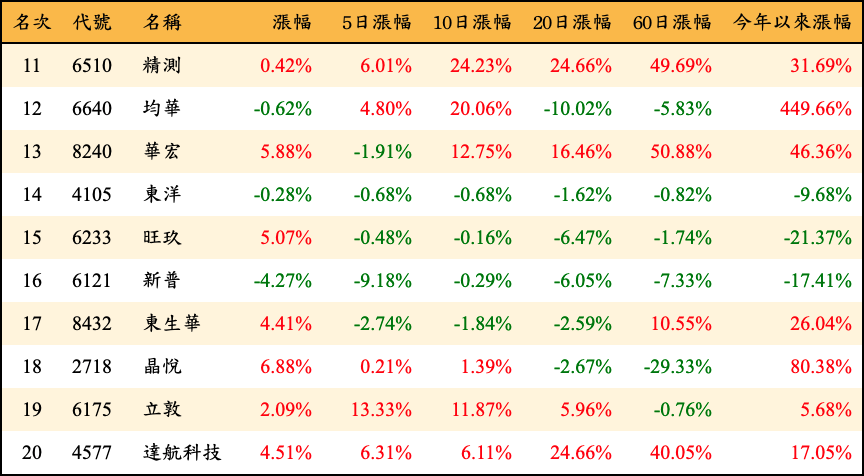 名次 代號 名稱 漲幅 5日漲幅 10日漲幅 20日漲幅 60日漲幅 今年以來漲幅
11 6510 精測 0.42% 6.01% 24.23% 24.66% 49.69% 31.69%
12 6640 均華 -0.62% 4.80% 20.06% -10.02% -5.83% 449.66%
13 8240 華宏 5.88% -1.91% 12.75% 16.46% 50.88% 46.36%
14 4105 東洋 -0.28% -0.68% -0.68% -1.62% -0.82% -9.68%
15 6233 旺玖 5.07% -0.48% -0.16% -6.47% -1.74% -21.37%
16 6121 新普 -4.27% -9.18% -0.29% -6.05% -7.33% -17.41%
17 8432 東生華 4.41% -2.74% -1.84% -2.59% 10.55% 26.04%
18 2718 晶悅 6.88% 0.21% 1.39% -2.67% -29.33% 80.38%
19 6175 立敦 2.09% 13.33% 11.87% 5.96% -0.76% 5.68%
20 4577 達航科技 4.51% 6.31% 6.11% 24.66% 40.05% 17.05%